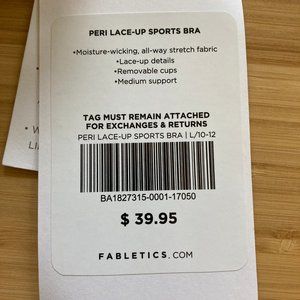 PERI LACE-UP SPORTS BRA
•Moisture-wicking, all-way stretch fabric
•Lace-up details
•Removable cups
•Medium support
TAG MUST REMAIN ATTACHED
FOR EXCHANGES & RETURNS
PERI LACE-UP SPORTS BRA | L/10-12
BA1827315-0001-17050
$ 39.95
FABLETICS.COM